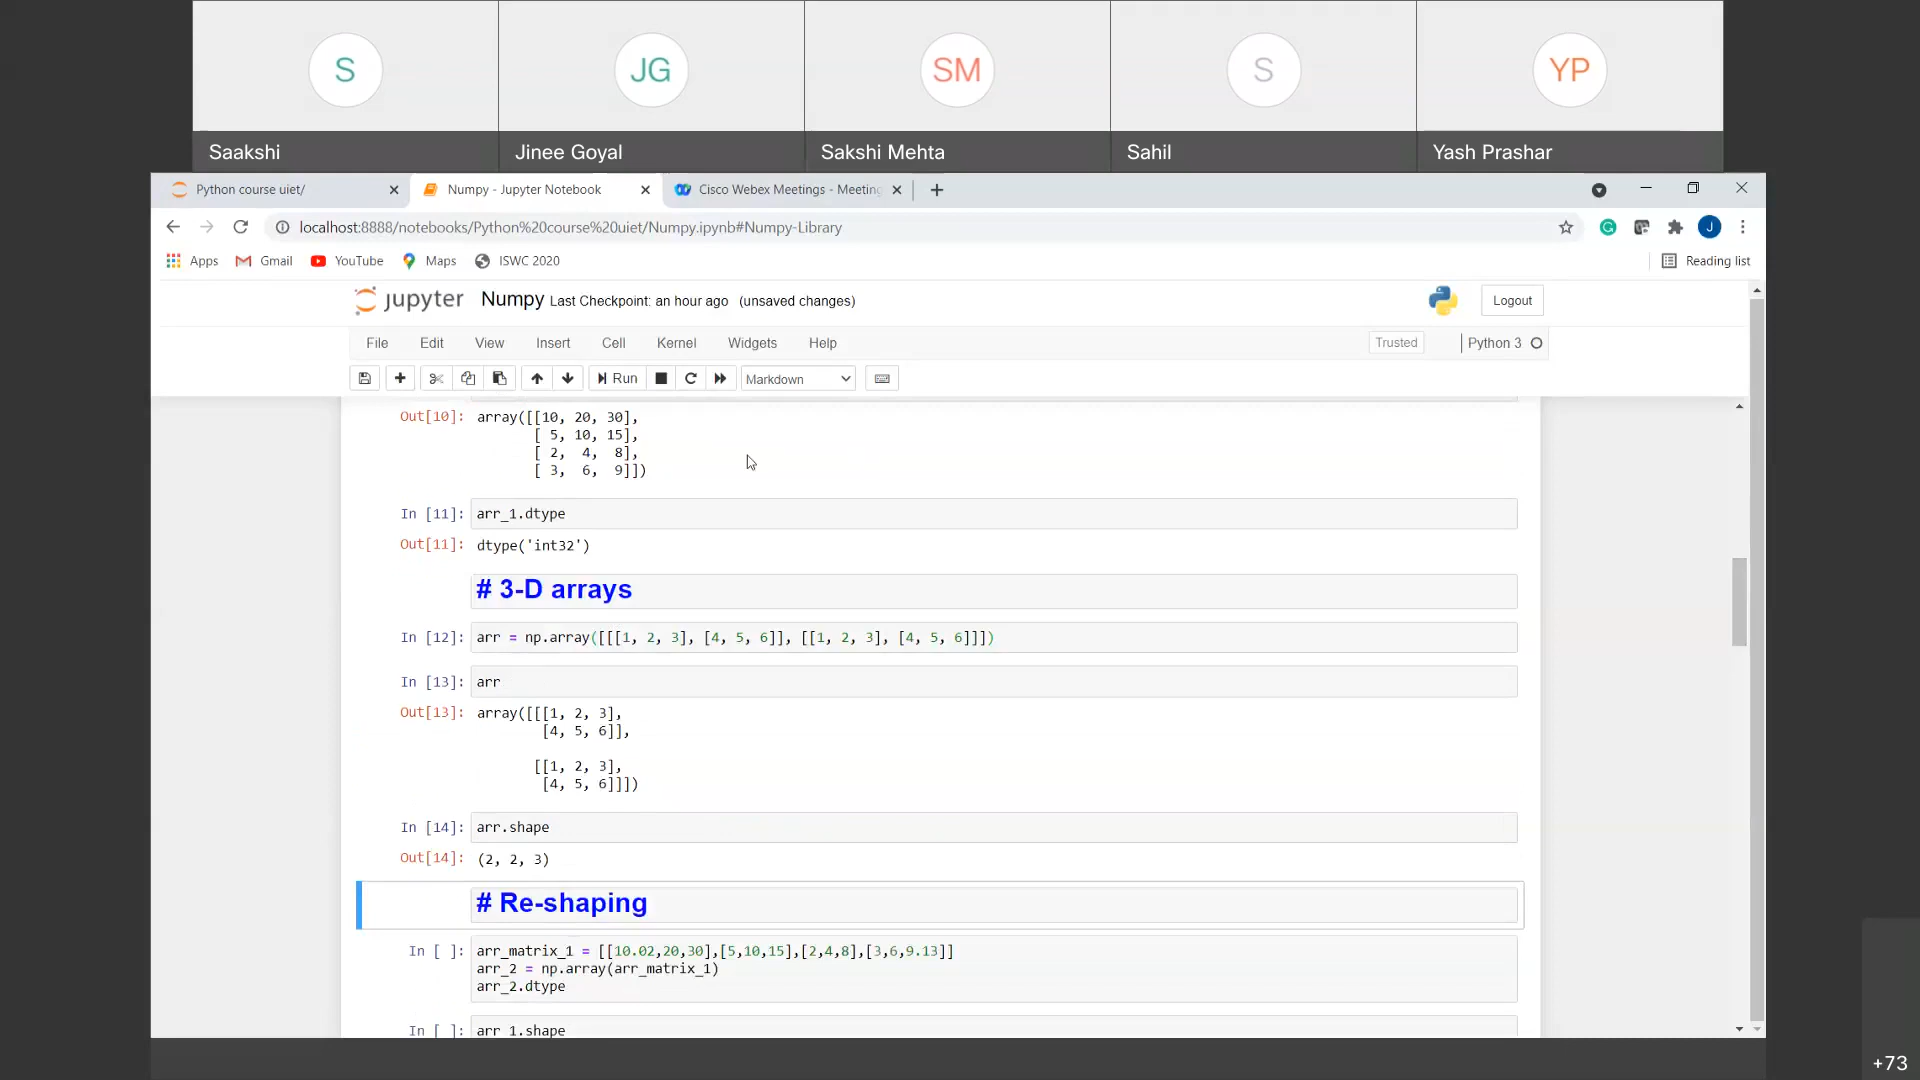 S
JG
SM
S
YP
Saakshi
Jinee Goyal
Sakshi Mehta
Sahil
Yash Prashar
Python course uiet/
Numpy - Jupyter Notebook
Cisco Webex Meetings - Meeting
localhost:8888/notebooks/Python%20course%20uiet/Numpy.ipynb#Numpy-Library
J
Apps
Gmail
YouTube
Maps
ISWC 2020
Reading list
jupyter Numpy Last Checkpoint: an hour ago (unsaved changes)
Logout
File Edit View Insert Cell Kernel Widgets Help
Trusted
Python 3
Run
Markdown
Out[10]: array([[10, 20, 30],
[ 5, 10, 15],
[ 2, 4, 8],
[ 3, 6, 9]])
In [11]: arr_1.dtype
Out[11]: dtype('int32')
# 3-D arrays
In [12]: arr = np.array([[[1, 2, 3], [4, 5, 6]], [[1, 2, 3], [4, 5, 6]]])
In [13]: arr
Out[13]: array([[[1, 2, 3],
[4, 5, 6]],
[[1, 2, 3],
[4, 5, 6]]])
In [14]: arr.shape
Out[14]: (2, 2, 3)
# Re-shaping
In [ ]: arr_matrix_1 = [[10.02,20,30],[5,10,15],[2,4,8],[3,6,9.13]]
arr_2 = np.array(arr_matrix_1)
arr_2.dtype
In [ ]: arr_1.shape
+73